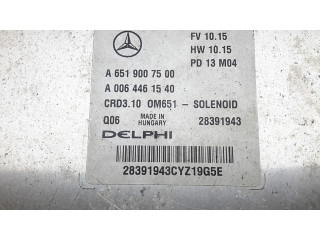 FV 10.15
HW 10.15
PD 13 M04
A 651 900 75 00
A 006 446 15 40
CRD3.10 OM651 - SOLENOID
Q06 MADE IN HUNGARY 28391943
DELPHI
28391943CYZ19G5E